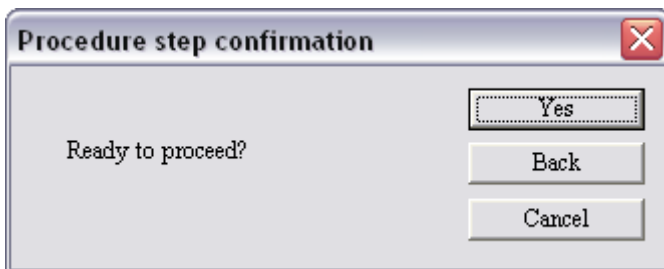 Procedure step confirmation
Ready to proceed?
Yes
Back
Cancel